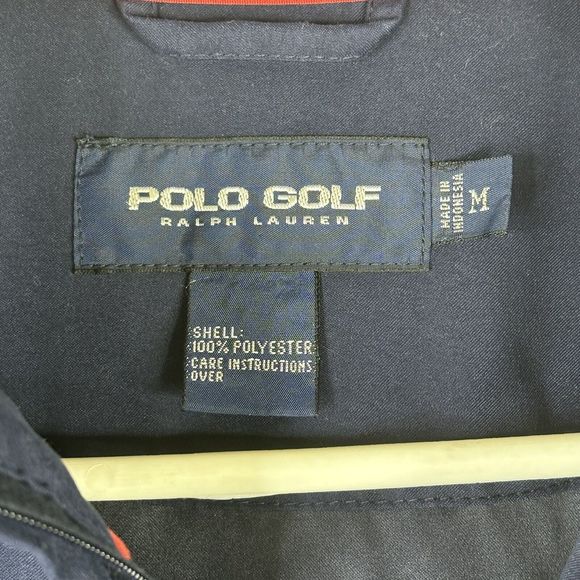 POLO GOLF
RALPH LAUREN
MADE IN
INDONESIA
M
SHELL:
100% POLYESTER
CARE INSTRUCTIONS
OVER